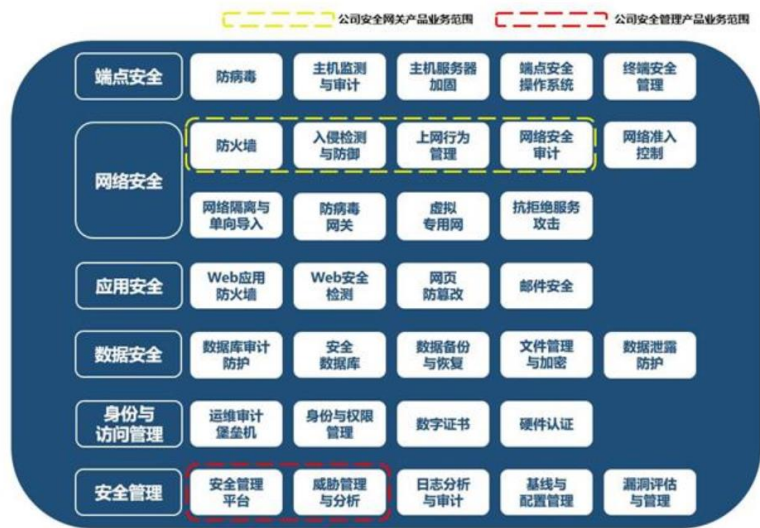 公司安全网关产品业务范围 公司安全管理产品业务范围
端点安全
防病毒
主机监测
与审计
主机服务器
加固
端点安全
操作系统
终端安全
管理
网络安全
防火墙
入侵检测
与防御
上网行为
管理
网络安全
审计
网络准入
控制
网络隔离与
单向导入
防病毒
网关
虚拟
专用网
抗拒绝服务
攻击
应用安全
Web应用
防火墙
Web安全
检测
网页
防篡改
邮件安全
数据安全
数据库审计
防护
安全
数据库
数据备份
与恢复
文件管理
与加密
数据泄露
防护
身份与
访问管理
运维审计
堡垒机
身份与权限
管理
数字证书
硬件认证
安全管理
安全管理
平台
威胁管理
与分析
日志分析
与审计
基线与
配置管理
漏洞评估
与管理